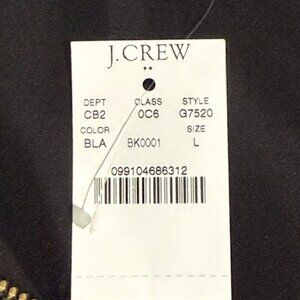 J.CREW
DEPT CLASS STYLE
CB2 0C6 G7520
COLOR SIZE
BLA BK0001 L
099104686312